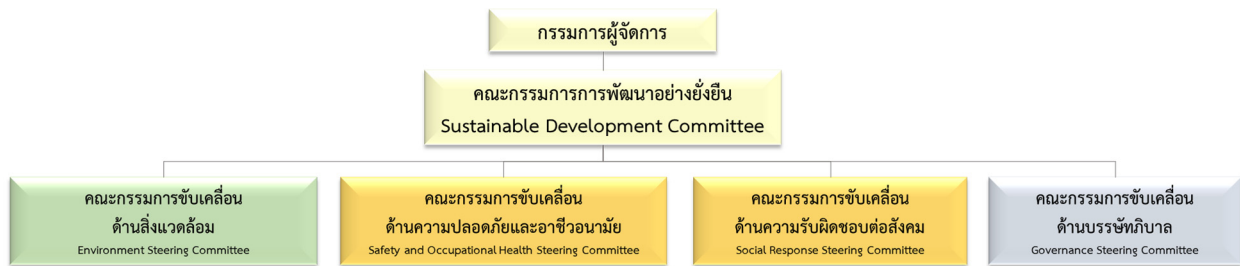 กรรมการผู้จัดการ
คณะกรรมการการพัฒนาอย่างยั่งยืน
Sustainable Development Committee
คณะกรรมการขับเคลื่อน
ด้านสิ่งแวดล้อม
Environment Steering Committee
คณะกรรมการขับเคลื่อน
ด้านความปลอดภัยและอาชีวอนามัย
Safety and Occupational Health Steering Committee
คณะกรรมการขับเคลื่อน
ด้านความรับผิดชอบต่อสังคม
Social Response Steering Committee
คณะกรรมการขับเคลื่อน
ด้านบรรษัทภิบาล
Governance Steering Committee